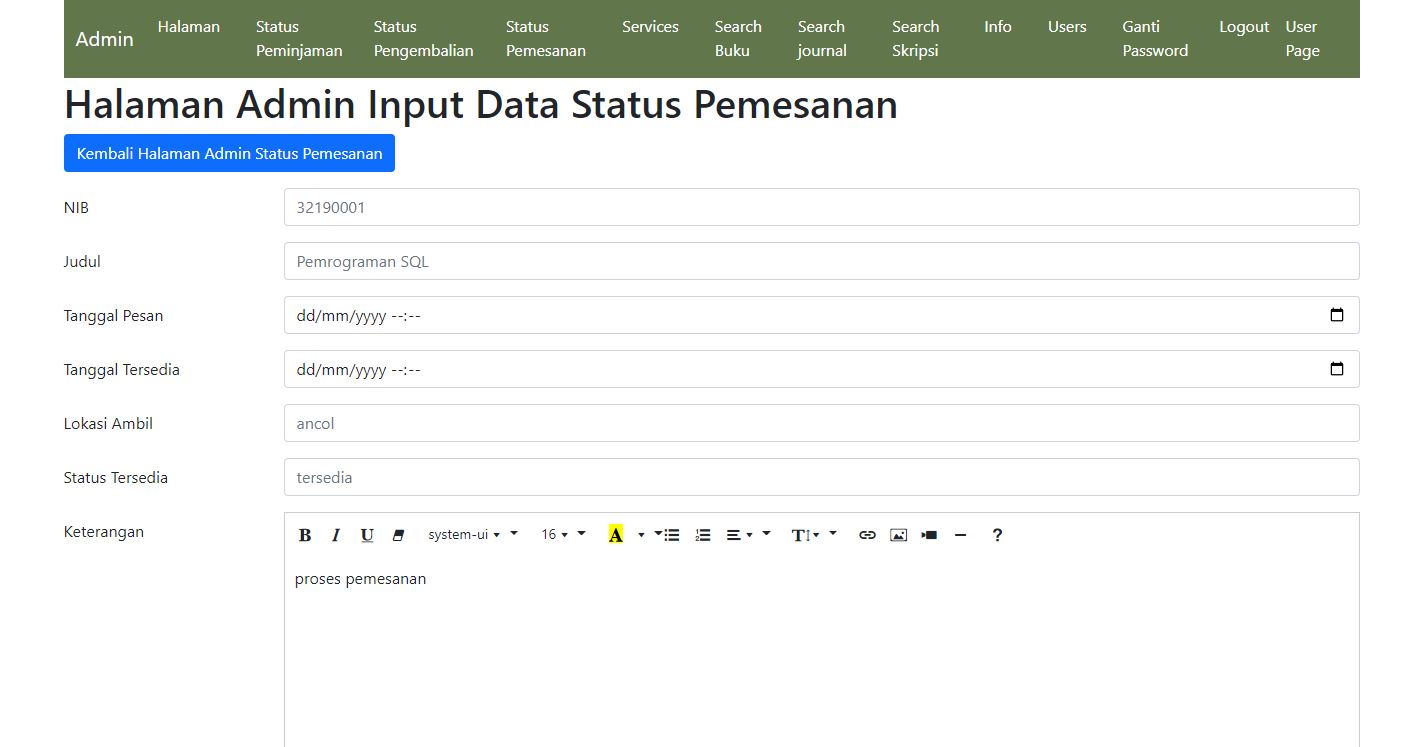 Admin Halaman Status Peminjaman Status Pengembalian Status Pemesanan Services Search Buku Search journal Search Skripsi Info Users Ganti Password Logout User Page
Halaman Admin Input Data Status Pemesanan
Kembali Halaman Admin Status Pemesanan
NIB 32190001
Judul Pemrograman SQL
Tanggal Pesan dd/mm/yyyy --:--
Tanggal Tersedia dd/mm/yyyy --:--
Lokasi Ambil ancol
Status Tersedia tersedia
Keterangan B I U system-ui 16 A T ?
proses pemesanan